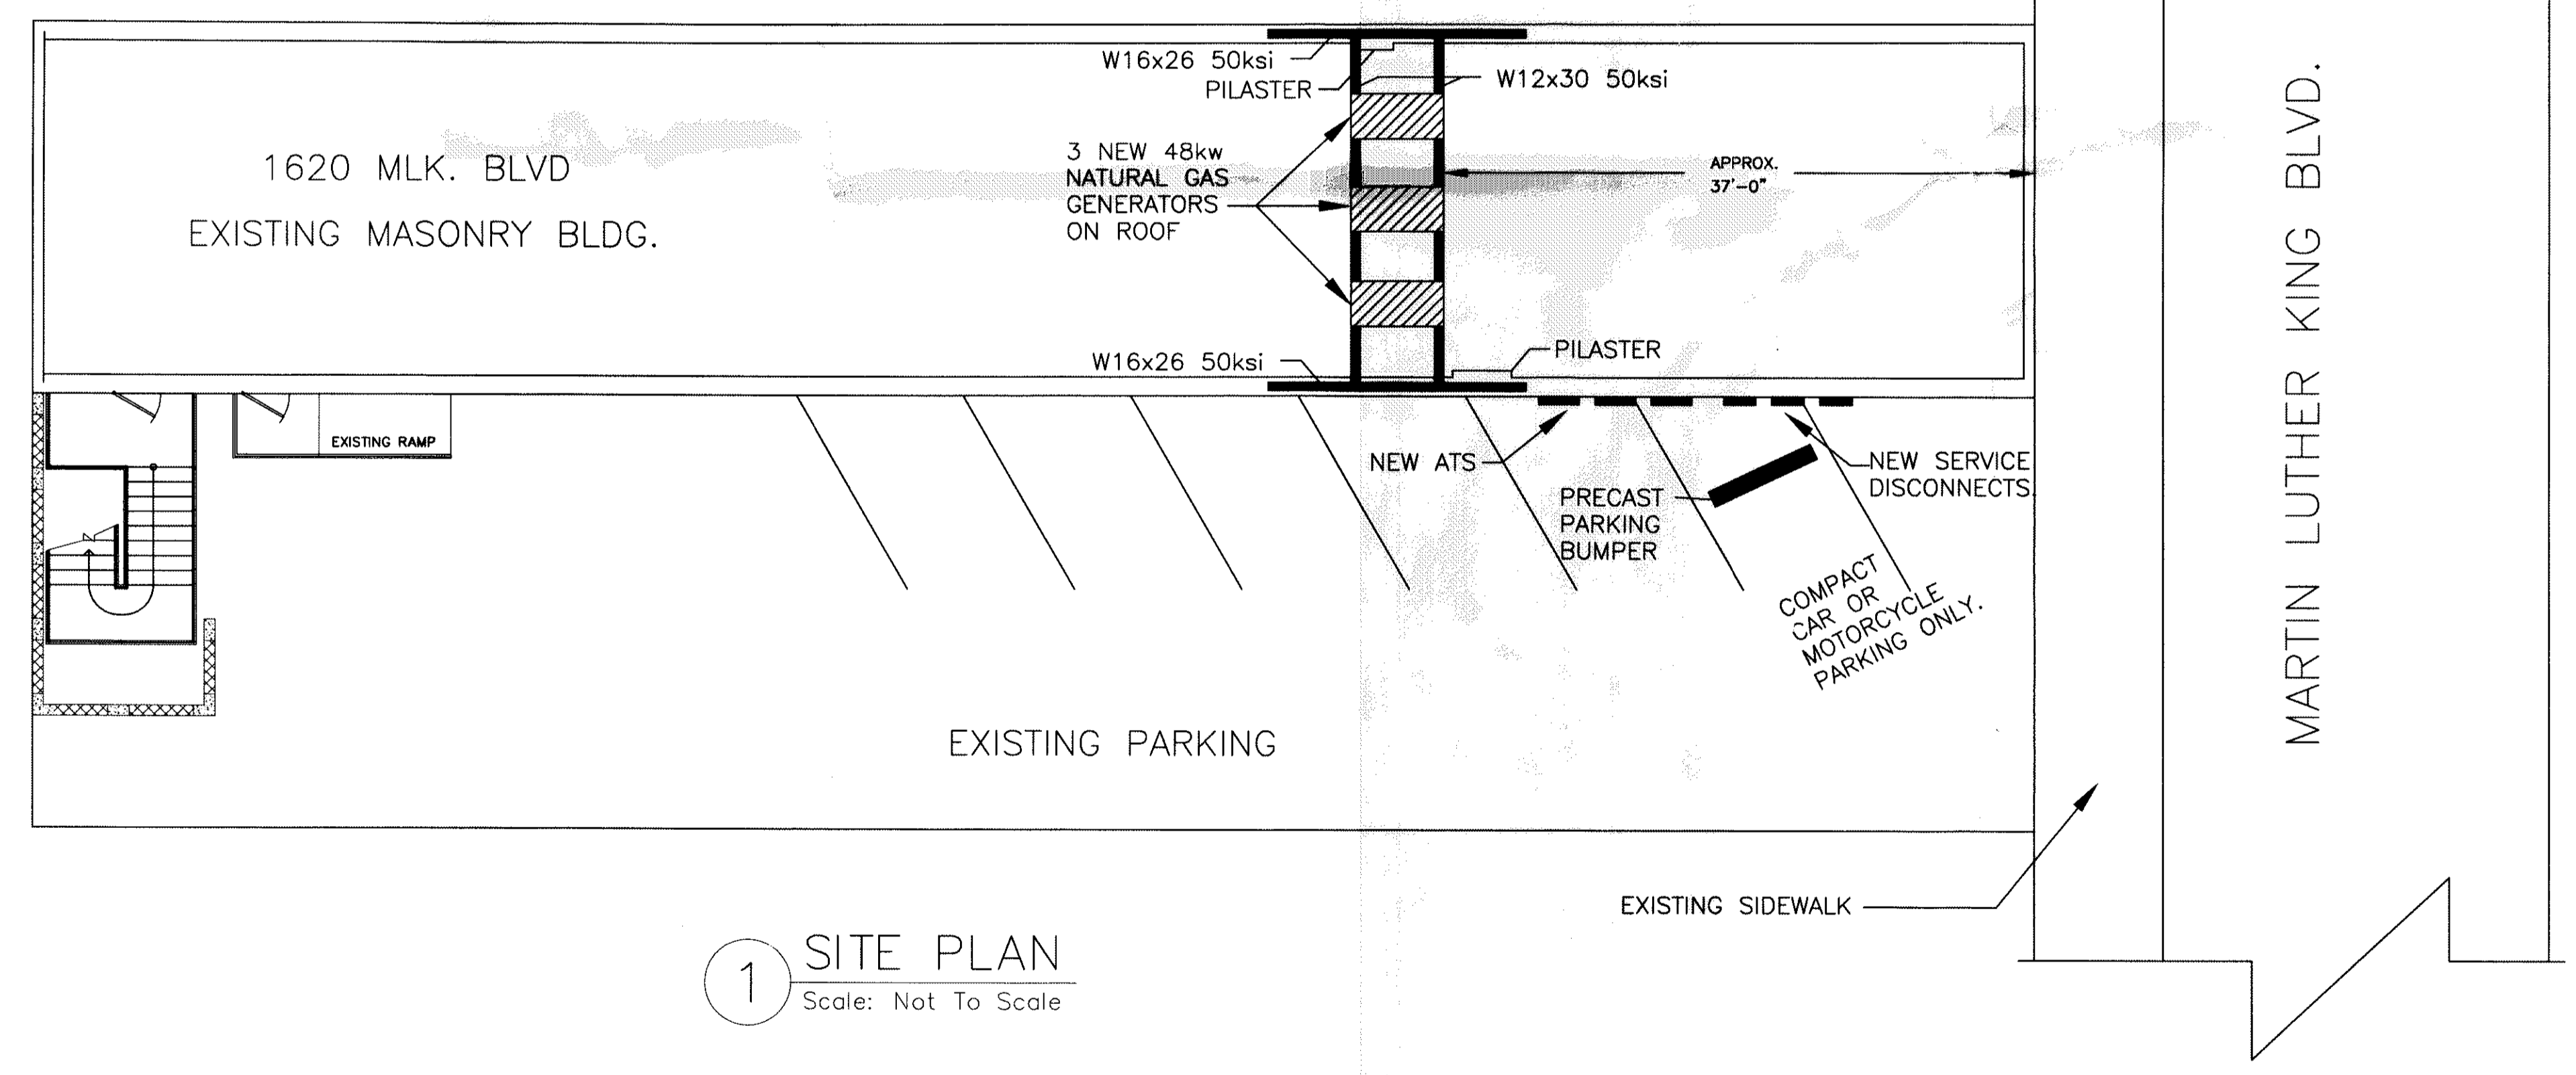 W16x26 50ksi
PILASTER
W12x30 50ksi
1620 MLK. BLVD
EXISTING MASONRY BLDG.
3 NEW 48kw
NATURAL GAS
GENERATORS
ON ROOF
APPROX.
37'-0"
W16x26 50ksi
PILASTER
EXISTING RAMP
NEW ATS
PRECAST
PARKING
BUMPER
NEW SERVICE
DISCONNECTS.
COMPACT
CAR OR
MOTORCYCLE
PARKING ONLY.
EXISTING PARKING
MARTIN LUTHER KING BLVD.
EXISTING SIDEWALK
1
SITE PLAN
Scale: Not To Scale